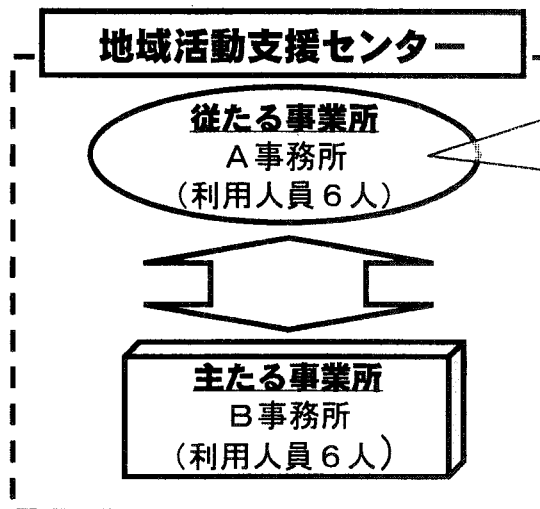 地域活動支援センター
従たる事業所
A事務所
(利用人員6人)
主たる事業所
B事務所
(利用人員6人)